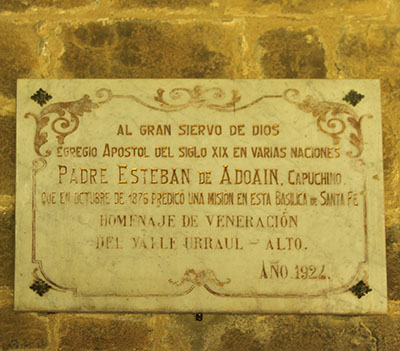 AL GRAN SIERVO DE DIOS
EGREGIO APOSTOL DEL SIGLO XIX EN VARIAS NACIONES
PADRE ESTEBAN DE ADOAIN, CAPUCHINO
QUE EN OCTUBRE DE 1876 PREDICÓ UNA MISIÓN EN ESTA BASILICA DE SANTA FE
HOMENAJE DE VENERACIÓN
DEL VALLE URRAUL - ALTO.
AÑO 1924.